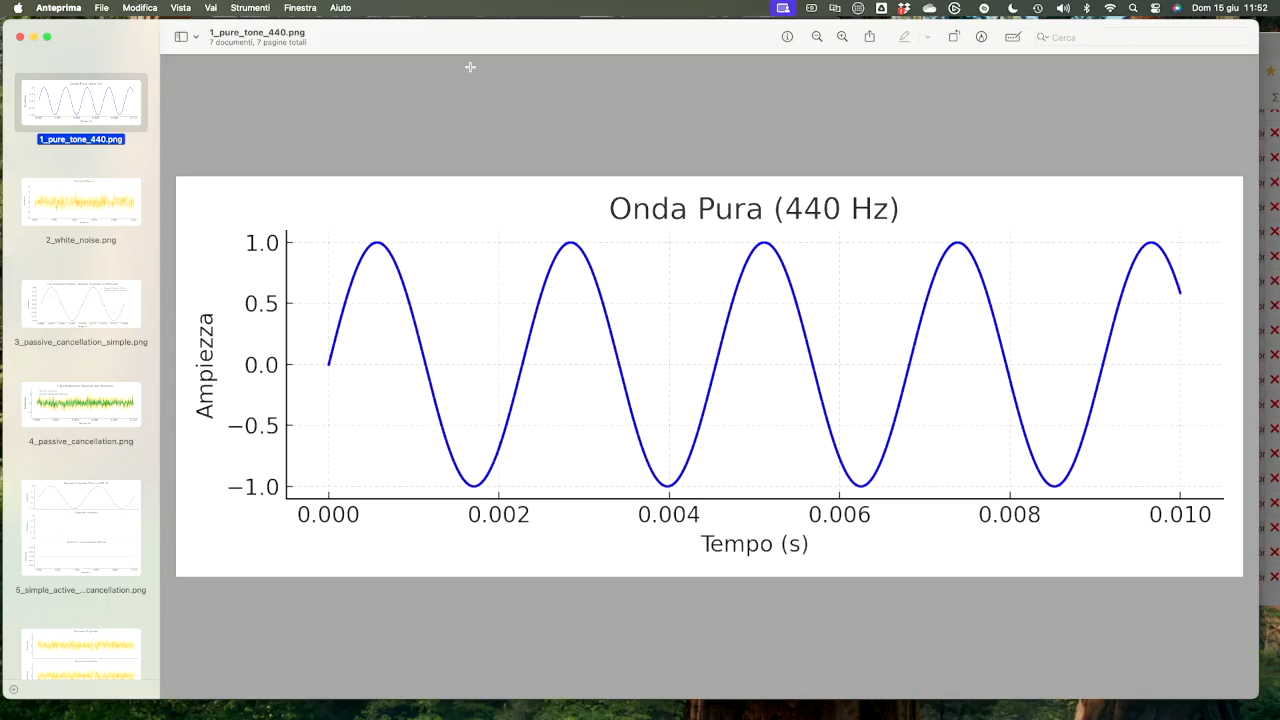 Anteprima File Modifica Vista Vai Strumenti Finestra Aiuto Dom 15 giu 11:52
1_pure_tone_440.png
7 documenti, 7 pagine totali
Cerca
1_pure_tone_440.png
2_white_noise.png
3_passive_cancellation_simple.png
4_passive_cancellation.png
5_simple_active_...cancellation.png
Onda Pura (440 Hz)
Ampiezza
1.0
0.5
0.0
−0.5
−1.0
0.000 0.002 0.004 0.006 0.008 0.010
Tempo (s)